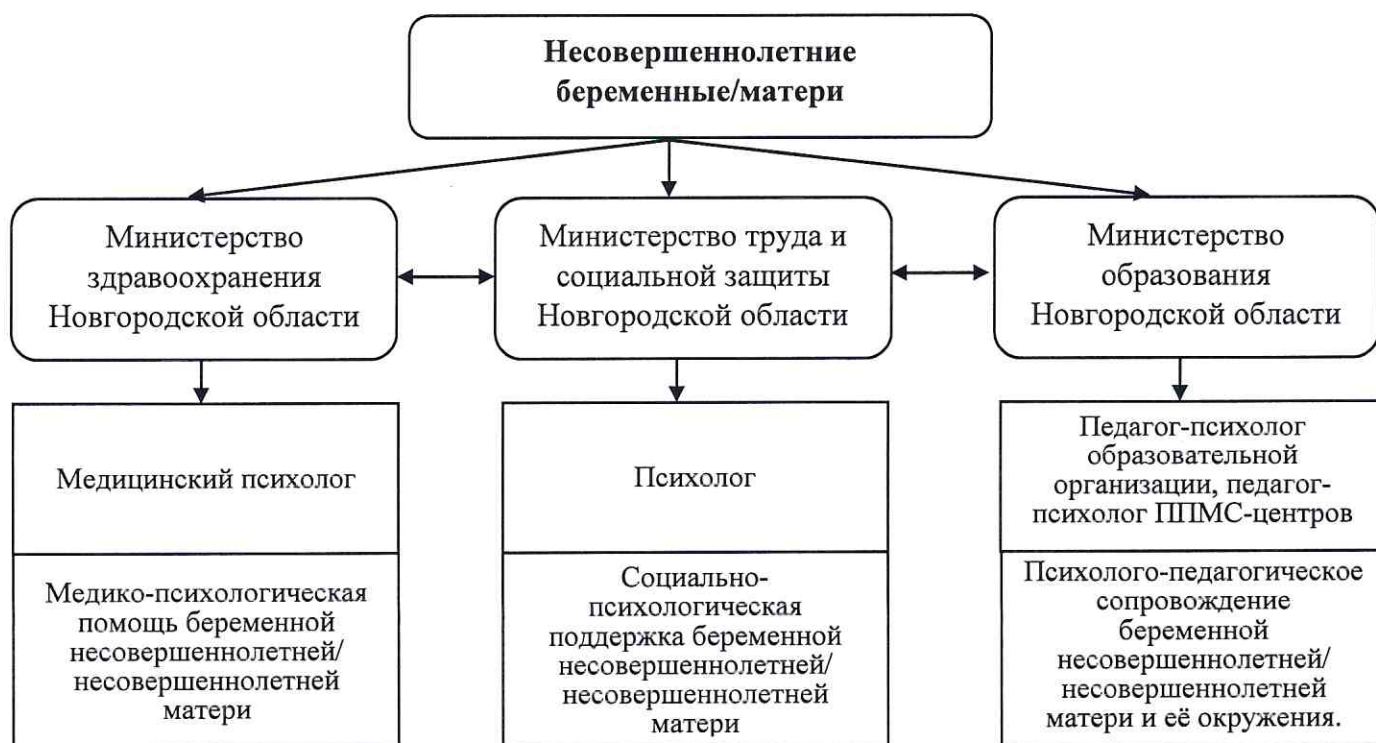 Несовершеннолетние
беременные/матери
Министерство
здравоохранения
Новгородской области
Министерство труда и
социальной защиты
Новгородской области
Министерство
образования
Новгородской области
Медицинский психолог
Психолог
Педагог-психолог
образовательной
организации, педагог-
психолог ППМС-центров
Медико-психологическая
помощь беременной
несовершеннолетней/
несовершеннолетней
матери
Социально-
психологическая
поддержка беременной
несовершеннолетней/
несовершеннолетней
матери
Психолого-педагогическое
сопровождение
беременной
несовершеннолетней/
несовершеннолетней
матери и её окружения.